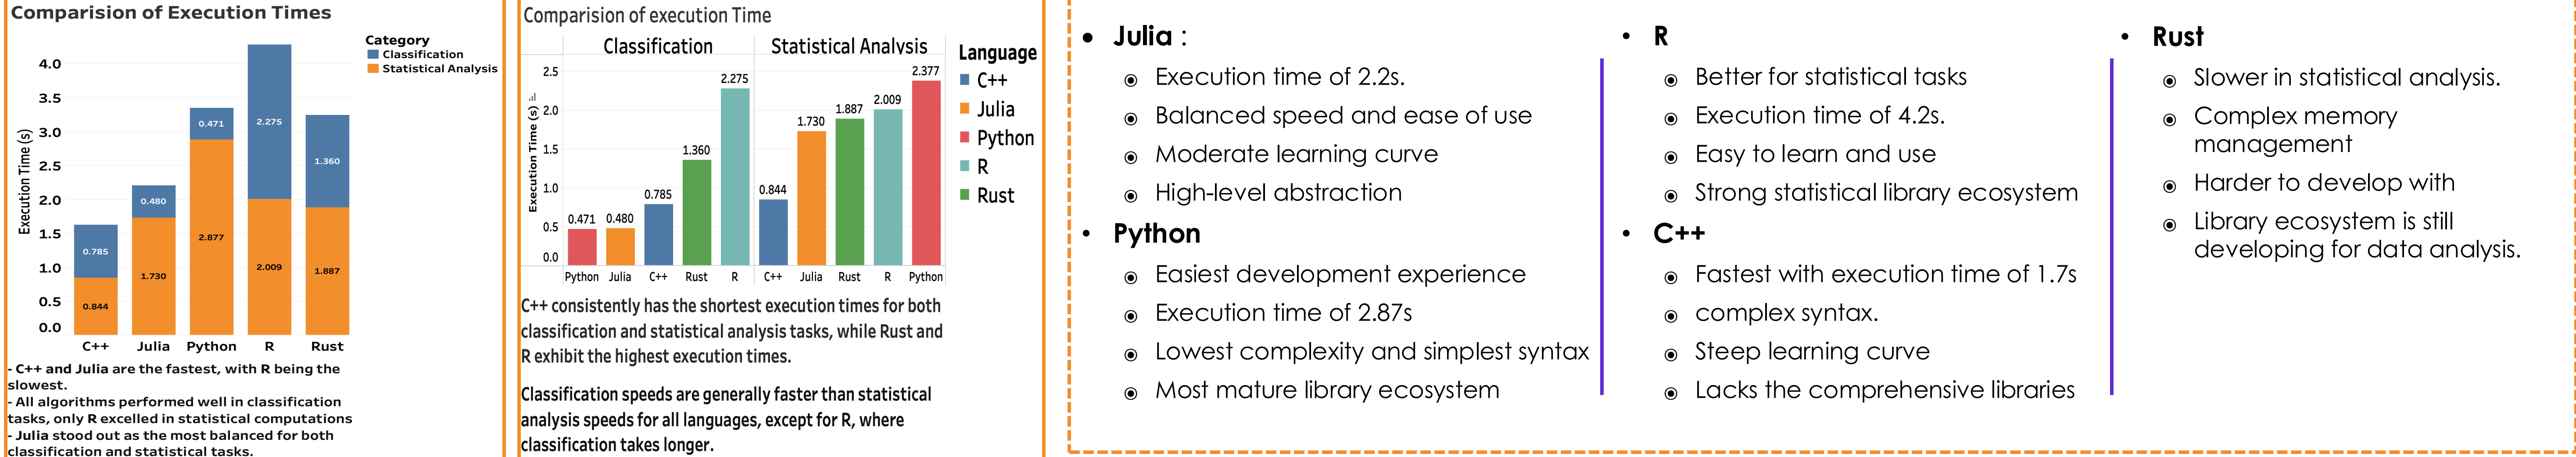 Comparision of Execution Times
Category
Classification
Statistical Analysis
Execution Time (s)
4.0
3.5
3.0
2.5
2.0
1.5
1.0
0.5
0.0
0.785
0.844
0.480
1.730
0.471
2.877
2.275
2.009
1.360
1.887
C++ Julia Python R Rust
- C++ and Julia are the fastest, with R being the
slowest.
- All algorithms performed well in classification
tasks, only R excelled in statistical computations
- Julia stood out as the most balanced for both
classification and statistical tasks.
Comparision of execution Time
Classification Statistical Analysis
Execution Time (s)
2.5
2.0
1.5
1.0
0.5
0.0
0.471 0.480 0.785 1.360 2.275
0.844 1.730 1.887 2.009 2.377
Python Julia C++ Rust R
C++ Julia Rust R Python
Language
C++
Julia
Python
R
Rust
C++ consistently has the shortest execution times for both
classification and statistical analysis tasks, while Rust and
R exhibit the highest execution times.
Classification speeds are generally faster than statistical
analysis speeds for all languages, except for R, where
classification takes longer.
• Julia :
Execution time of 2.2s.
Balanced speed and ease of use
Moderate learning curve
High-level abstraction
• Python
Easiest development experience
Execution time of 2.87s
Lowest complexity and simplest syntax
Most mature library ecosystem
• R
Better for statistical tasks
Execution time of 4.2s.
Easy to learn and use
Strong statistical library ecosystem
• C++
Fastest with execution time of 1.7s
complex syntax.
Steep learning curve
Lacks the comprehensive libraries
• Rust
Slower in statistical analysis.
Complex memory
management
Harder to develop with
Library ecosystem is still
developing for data analysis.